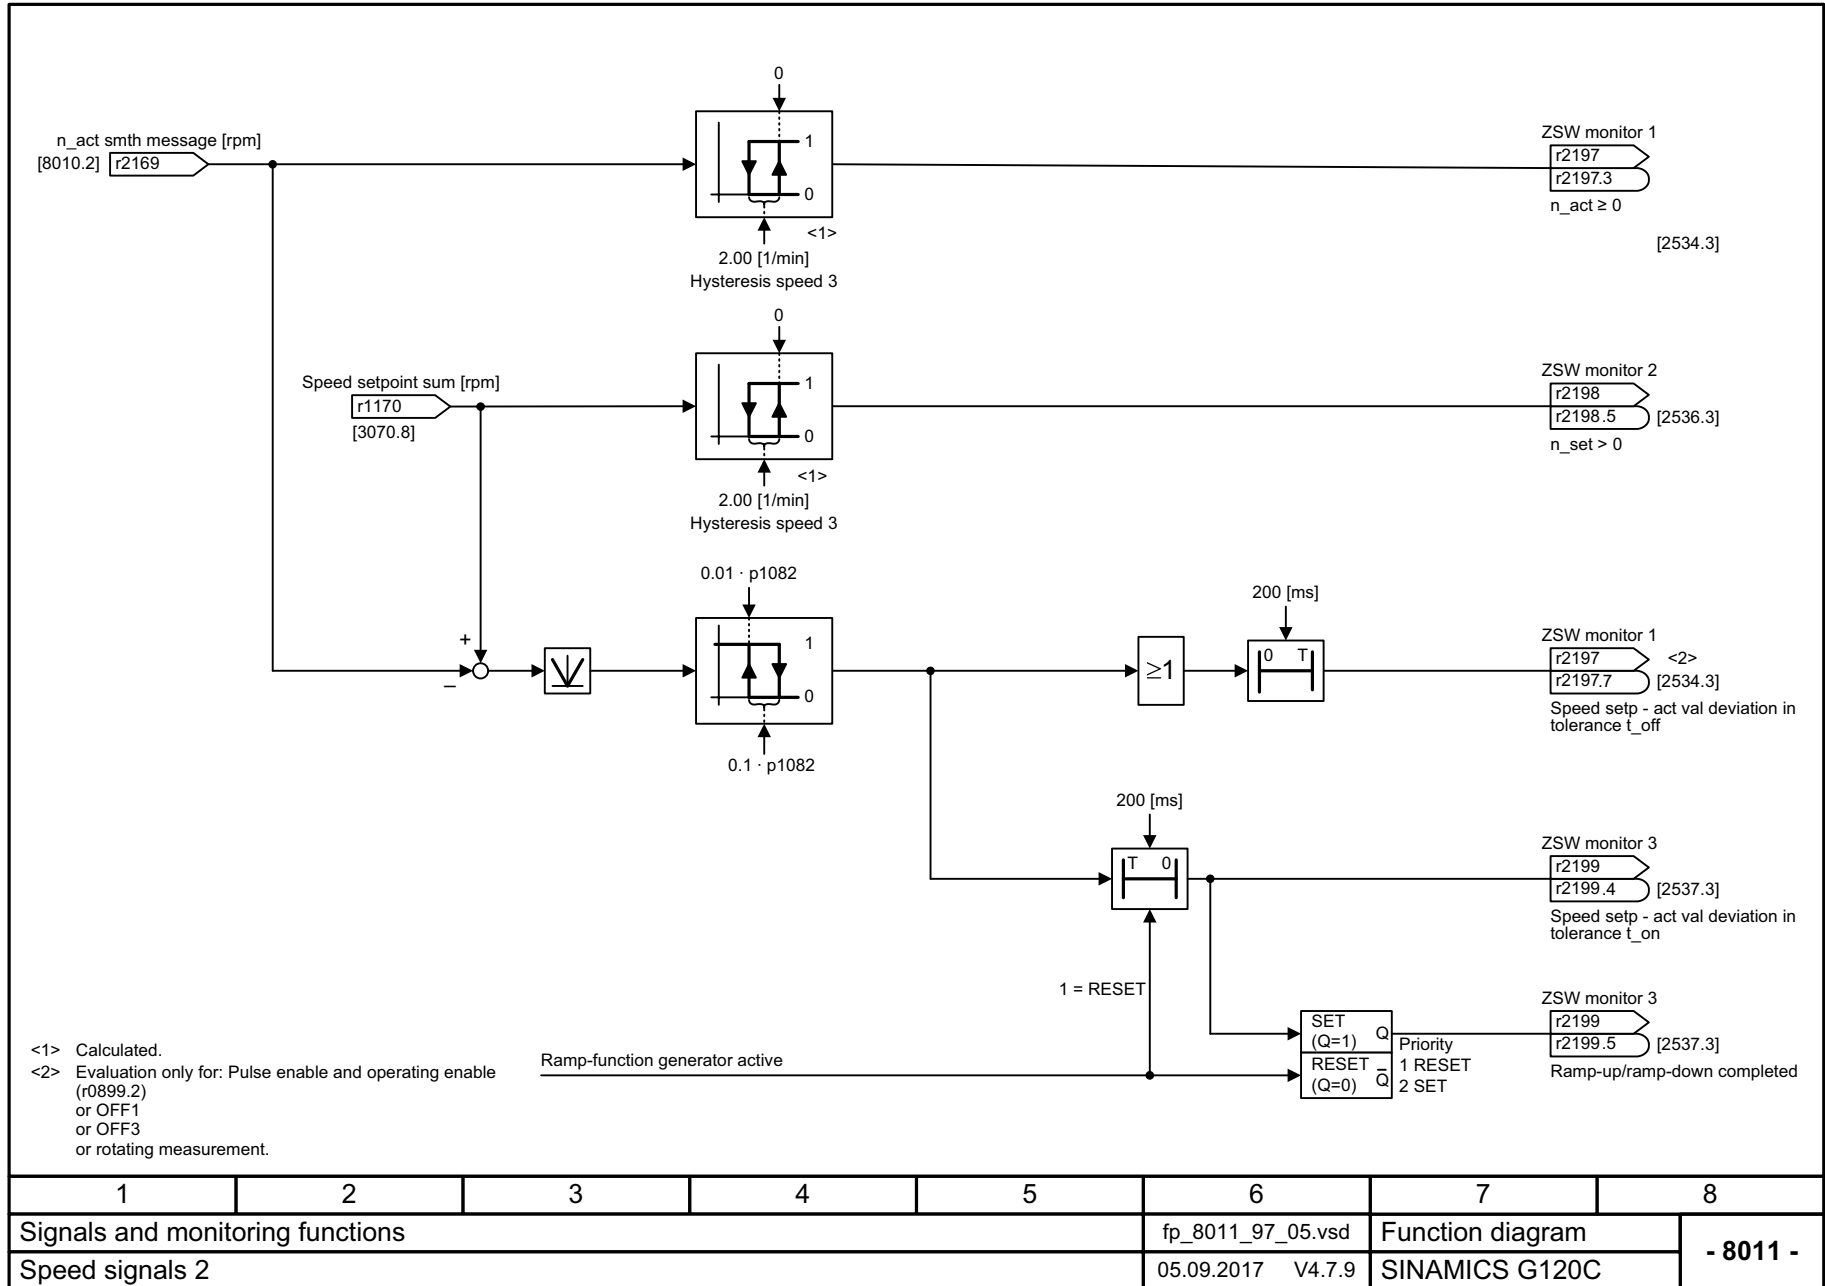 0
n_act smth message [rpm]
[8010.2] r2169
1
0
<1>
2.00 [1/min]
Hysteresis speed 3
ZSW monitor 1
r2197
r2197.3
n_act ≥ 0
[2534.3]
0
Speed setpoint sum [rpm]
r1170
[3070.8]
1
0
<1>
2.00 [1/min]
Hysteresis speed 3
ZSW monitor 2
r2198
r2198.5 [2536.3]
n_set > 0
0.01 · p1082
+
–
1
0
0.1 · p1082
≥1
200 [ms]
0 T
ZSW monitor 1
r2197 <2>
r2197.7 [2534.3]
Speed setp - act val deviation in
tolerance t_off
200 [ms]
T 0
ZSW monitor 3
r2199
r2199.4 [2537.3]
Speed setp - act val deviation in
tolerance t_on
1 = RESET
Ramp-function generator active
SET Q
(Q=1)
RESET Q̅
(Q=0)
Priority
1 RESET
2 SET
ZSW monitor 3
r2199
r2199.5 [2537.3]
Ramp-up/ramp-down completed
<1> Calculated.
<2> Evaluation only for: Pulse enable and operating enable
(r0899.2)
or OFF1
or OFF3
or rotating measurement.
1 2 3 4 5 6 7 8
Signals and monitoring functions fp_8011_97_05.vsd Function diagram
- 8011 -
Speed signals 2 05.09.2017 V4.7.9 SINAMICS G120C